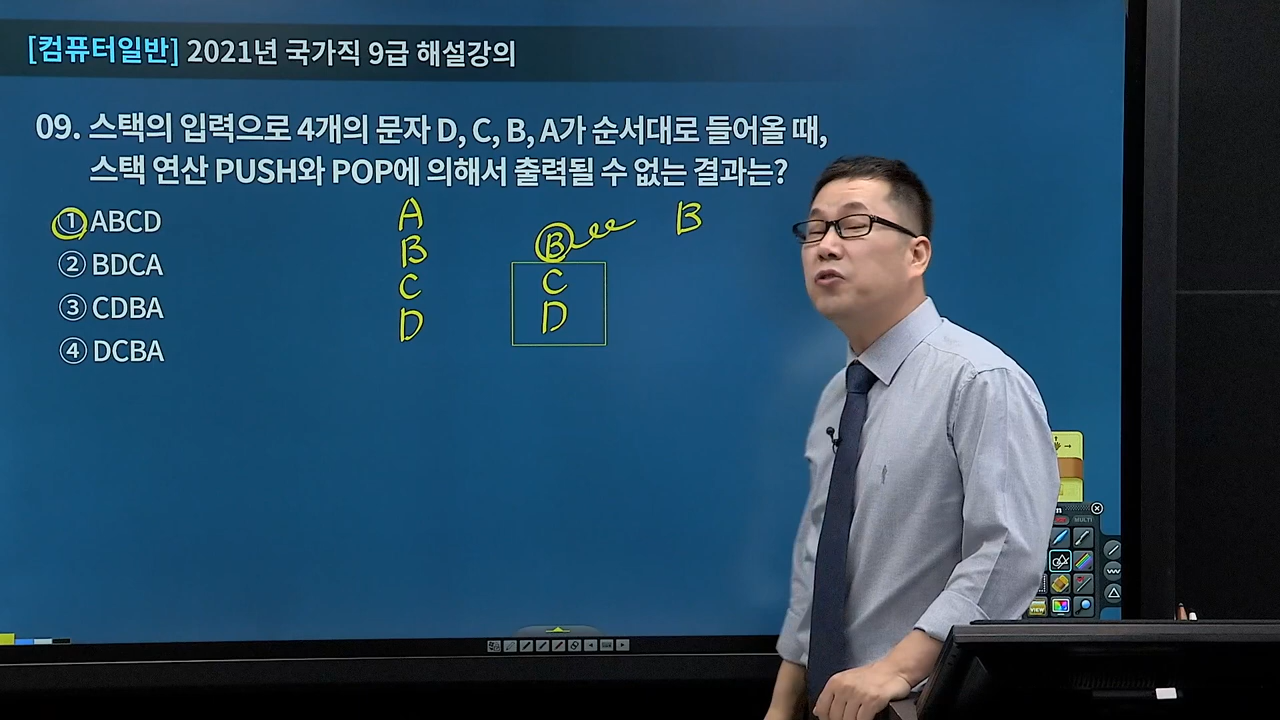 [컴퓨터일반] 2021년 국가직 9급 해설강의
09. 스택의 입력으로 4개의 문자 D, C, B, A가 순서대로 들어올 때,
스택 연산 PUSH와 POP에 의해서 출력될 수 없는 결과는?
① ABCD
② BDCA
③ CDBA
④ DCBA
A
B
C
D
B
C
D
B
MULTI
VIEW